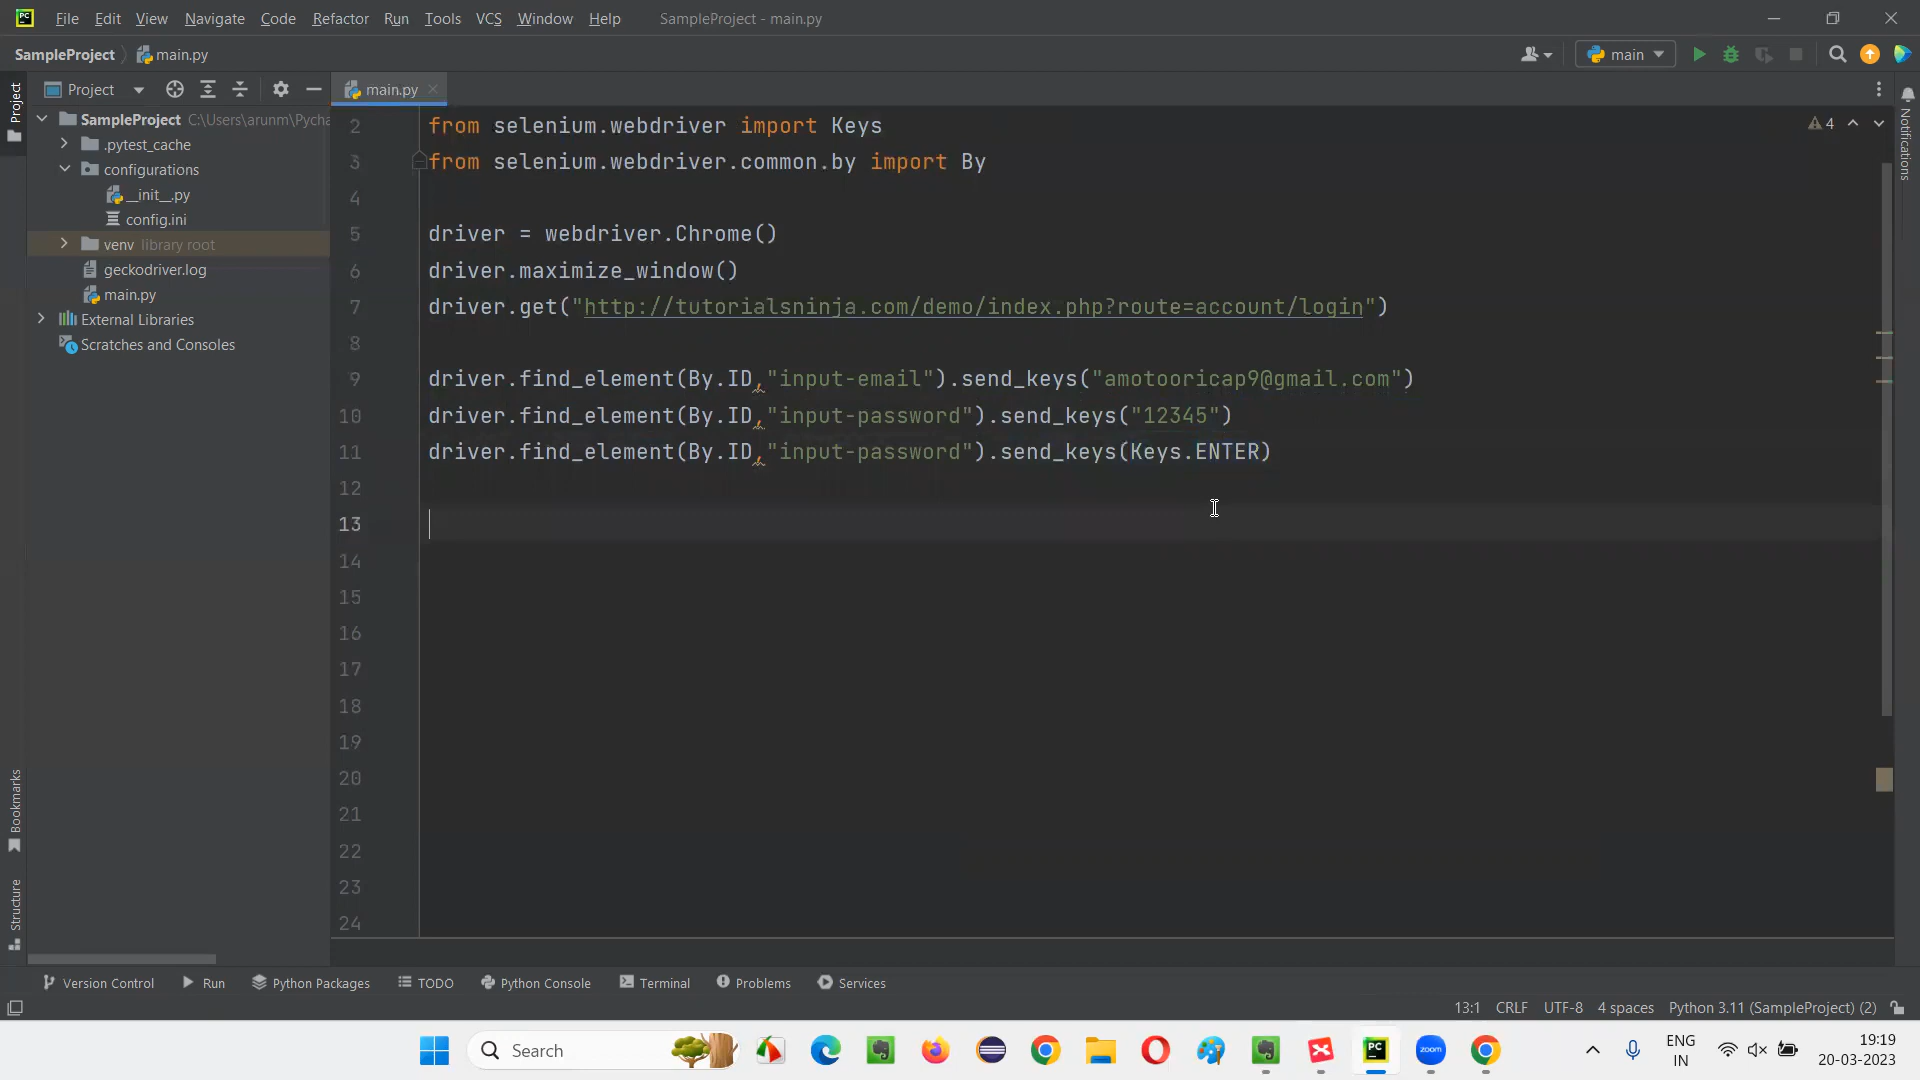 PC File Edit View Navigate Code Refactor Run Tools VCS Window Help SampleProject - main.py
SampleProject main.py main
Project main.py
SampleProject C:\Users\arunm\Pycha
.pytest_cache
configurations
__init__.py
config.ini
venv library root
geckodriver.log
main.py
External Libraries
Scratches and Consoles
Project
Bookmarks
Structure
Notifications
4
2 from selenium.webdriver import Keys
3 from selenium.webdriver.common.by import By
4
5 driver = webdriver.Chrome()
6 driver.maximize_window()
7 driver.get("http://tutorialsninja.com/demo/index.php?route=account/login")
8
9 driver.find_element(By.ID,"input-email").send_keys("amotooricap9@gmail.com")
10 driver.find_element(By.ID,"input-password").send_keys("12345")
11 driver.find_element(By.ID,"input-password").send_keys(Keys.ENTER)
12
13
14
15
16
17
18
19
20
21
22
23
24
Version Control Run Python Packages TODO Python Console Terminal Problems Services
13:1 CRLF UTF-8 4 spaces Python 3.11 (SampleProject) (2)
Search PC zoom ENG 19:19
IN 20-03-2023